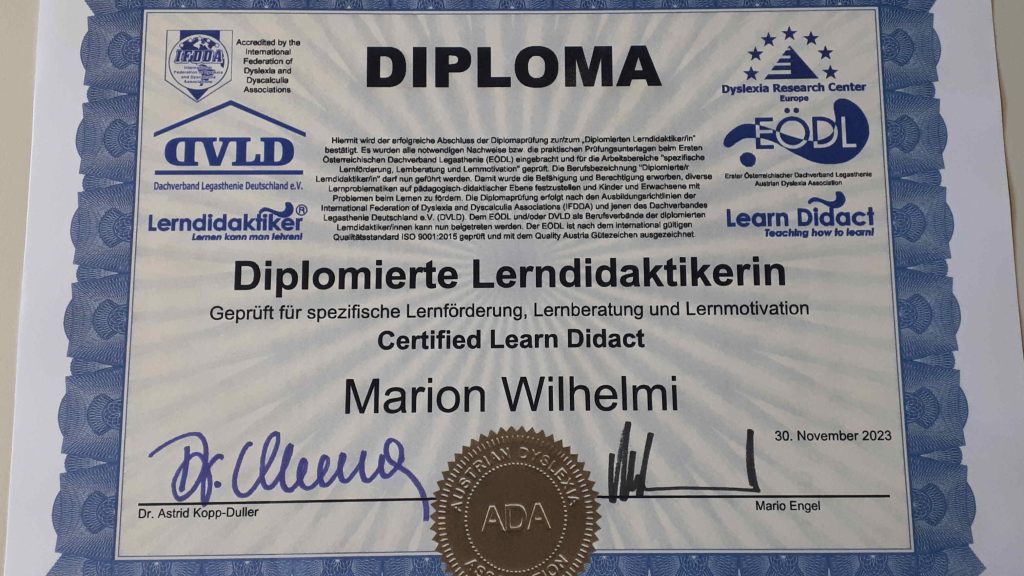 IFDDA
Accredited by the
International
Federation of
Dyslexia and
Dyscalculia
Associations
DIPLOMA
Dyslexia Research Center
Europe
DVLD
Dachverband Legasthenie Deutschland e.V.
EÖDL
Erster Österreichischer Dachverband Legasthenie
Austrian Dyslexia Association
Lerndidaktiker®
Lernen kann man lehren!
Learn Didact
Teaching how to learn!
Hiermit wird der erfolgreiche Abschluss der Diplomaprüfung zur/zum „Diplomierten Lerndidaktiker/in"
bestätigt. Es wurden alle notwendigen Nachweise bzw. die praktischen Prüfungsunterlagen beim Ersten
Österreichischen Dachverband Legasthenie (EÖDL) eingebracht und für die Arbeitsbereiche "spezifische
Lernförderung, Lernberatung und Lernmotivation" geprüft. Die Berufsbezeichnung "Diplomierte/r
Lerndidaktiker/in" darf nun geführt werden. Damit wurde die Befähigung und Berechtigung erworben, diverse
Lernproblematiken auf pädagogisch-didaktischer Ebene festzustellen und Kinder und Erwachsene mit
Problemen beim Lernen zu fördern. Die Diplomprüfung erfolgt nach den Ausbildungsrichtlinien der
International Federation of Dyslexia and Dyscalculia Associations (IFDDA) und jenen des Dachverbandes
Legasthenie Deutschland e.V. (DVLD). Dem EÖDL und/oder DVLD als Berufsverbände der diplomierten
Lerndidaktiker/innen kann nun beigetreten werden. Der EÖDL ist nach dem international gültigen
Qualitätsstandard ISO 9001:2015 geprüft und mit dem Quality Austria Gütezeichen ausgezeichnet.
Diplomierte Lerndidaktikerin
Geprüft für spezifische Lernförderung, Lernberatung und Lernmotivation
Certified Learn Didact
Marion Wilhelmi
30. November 2023
Dr. Astrid Kopp-Duller
Mario Engel
AUSTRIAN DYSLEXIA
ADA